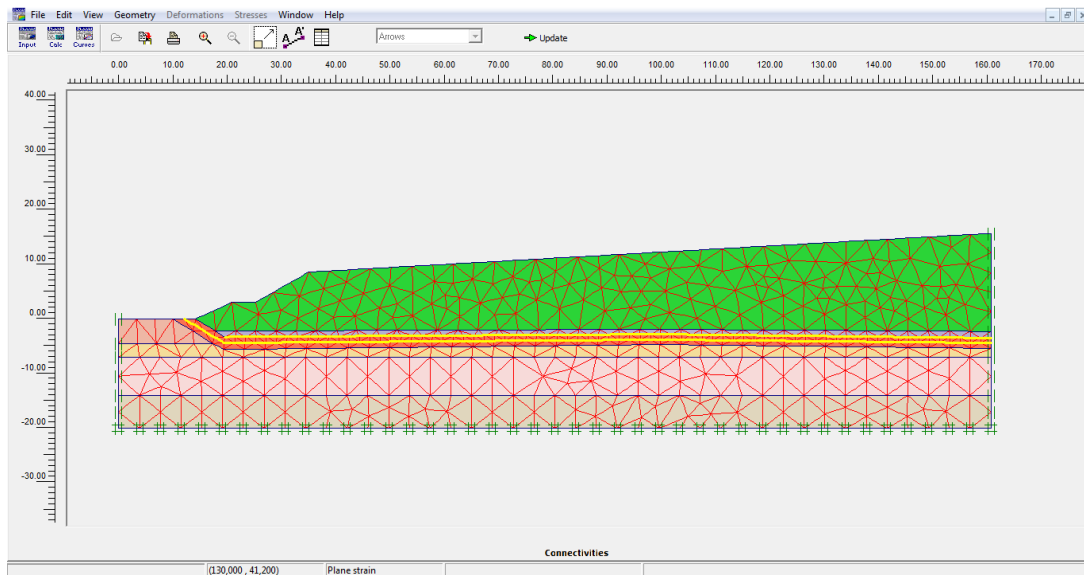 File Edit View Geometry Deformations Stresses Window Help
Input Calc Curves A A' Arrows Update
0.00 10.00 20.00 30.00 40.00 50.00 60.00 70.00 80.00 90.00 100.00 110.00 120.00 130.00 140.00 150.00 160.00 170.00
40.00
30.00
20.00
10.00
0.00
-10.00
-20.00
-30.00
Connectivities
(130,000 , 41,200) Plane strain